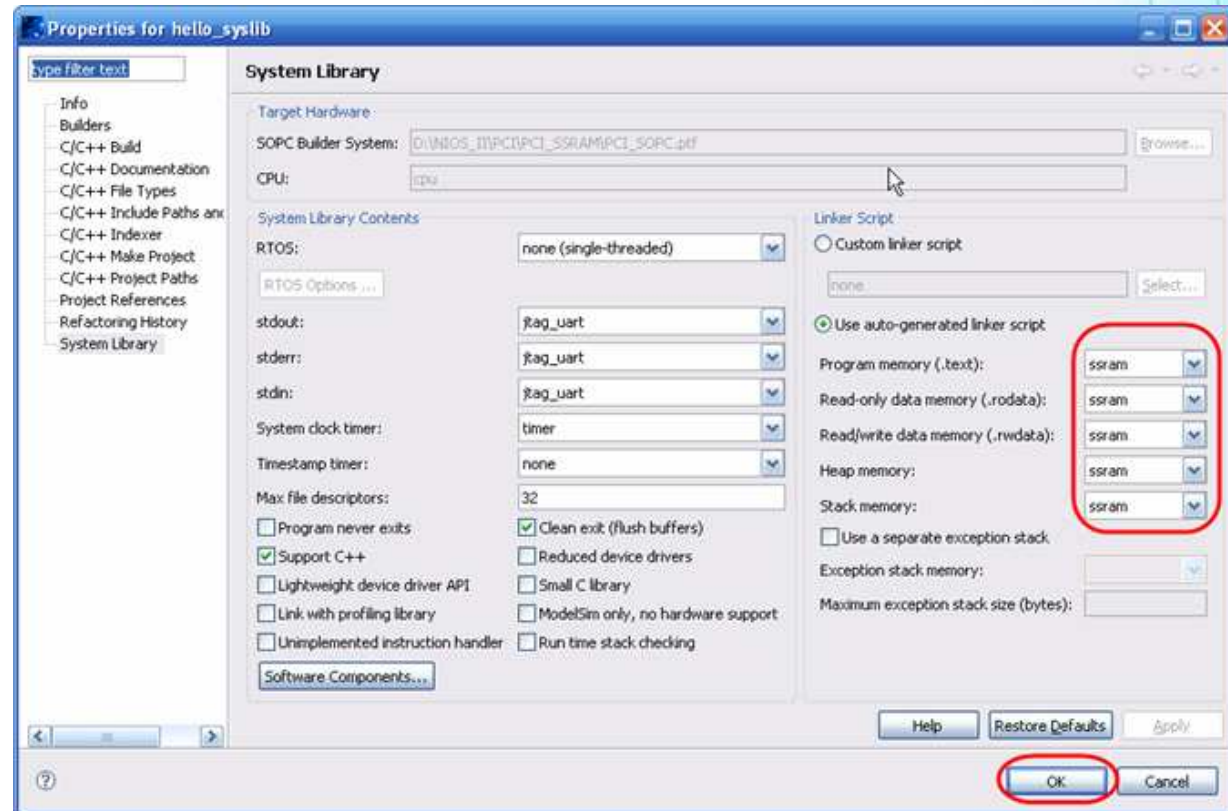 Properties for hello_syslib
type filter text
Info
Builders
C/C++ Build
C/C++ Documentation
C/C++ File Types
C/C++ Include Paths and
C/C++ Indexer
C/C++ Make Project
C/C++ Project Paths
Project References
Refactoring History
System Library
System Library
Target Hardware
SOPC Builder System: D:\NIOS_II\PCI\PCI_SSRAM\PCI_SOPC.ptf Browse...
CPU: cpu
System Library Contents
RTOS: none (single-threaded)
RTOS Options ...
stdout: jtag_uart
stderr: jtag_uart
stdin: jtag_uart
System clock timer: timer
Timestamp timer: none
Max file descriptors: 32
Program never exits Clean exit (flush buffers)
Support C++ Reduced device drivers
Lightweight device driver API Small C library
Link with profiling library ModelSim only, no hardware support
Unimplemented instruction handler Run time stack checking
Software Components...
Linker Script
Custom linker script
none Select...
Use auto-generated linker script
Program memory (.text): ssram
Read-only data memory (.rodata): ssram
Read/write data memory (.rwdata): ssram
Heap memory: ssram
Stack memory: ssram
Use a separate exception stack
Exception stack memory:
Maximum exception stack size (bytes):
Help Restore Defaults Apply
? OK Cancel